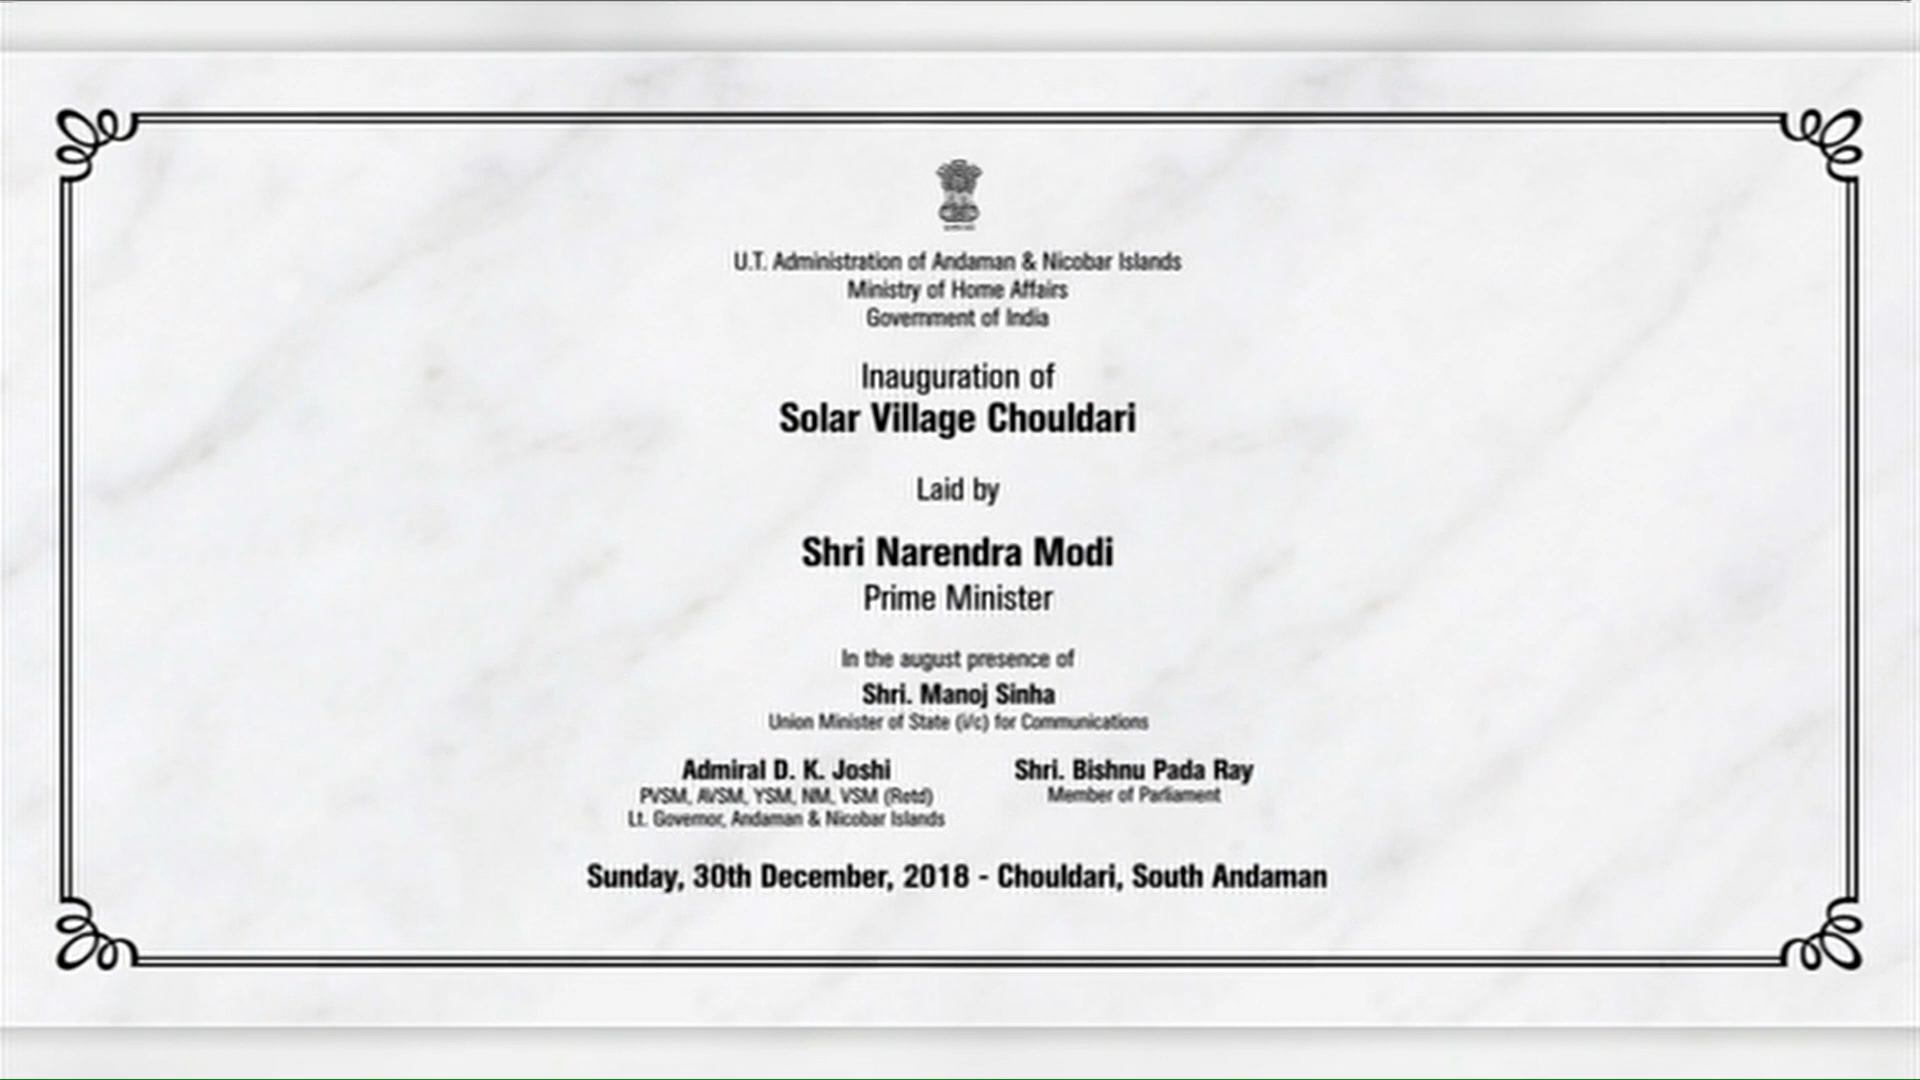 U.T. Administration of Andaman & Nicobar Islands
Ministry of Home Affairs
Government of India
Inauguration of
Solar Village Chouldari
Laid by
Shri Narendra Modi
Prime Minister
In the august presence of
Shri. Manoj Sinha
Union Minister of State (i/c) for Communications
Admiral D. K. Joshi
PVSM, AVSM, YSM, NM, VSM (Retd)
Lt. Governor, Andaman & Nicobar Islands
Shri. Bishnu Pada Ray
Member of Parliament
Sunday, 30th December, 2018 - Chouldari, South Andaman